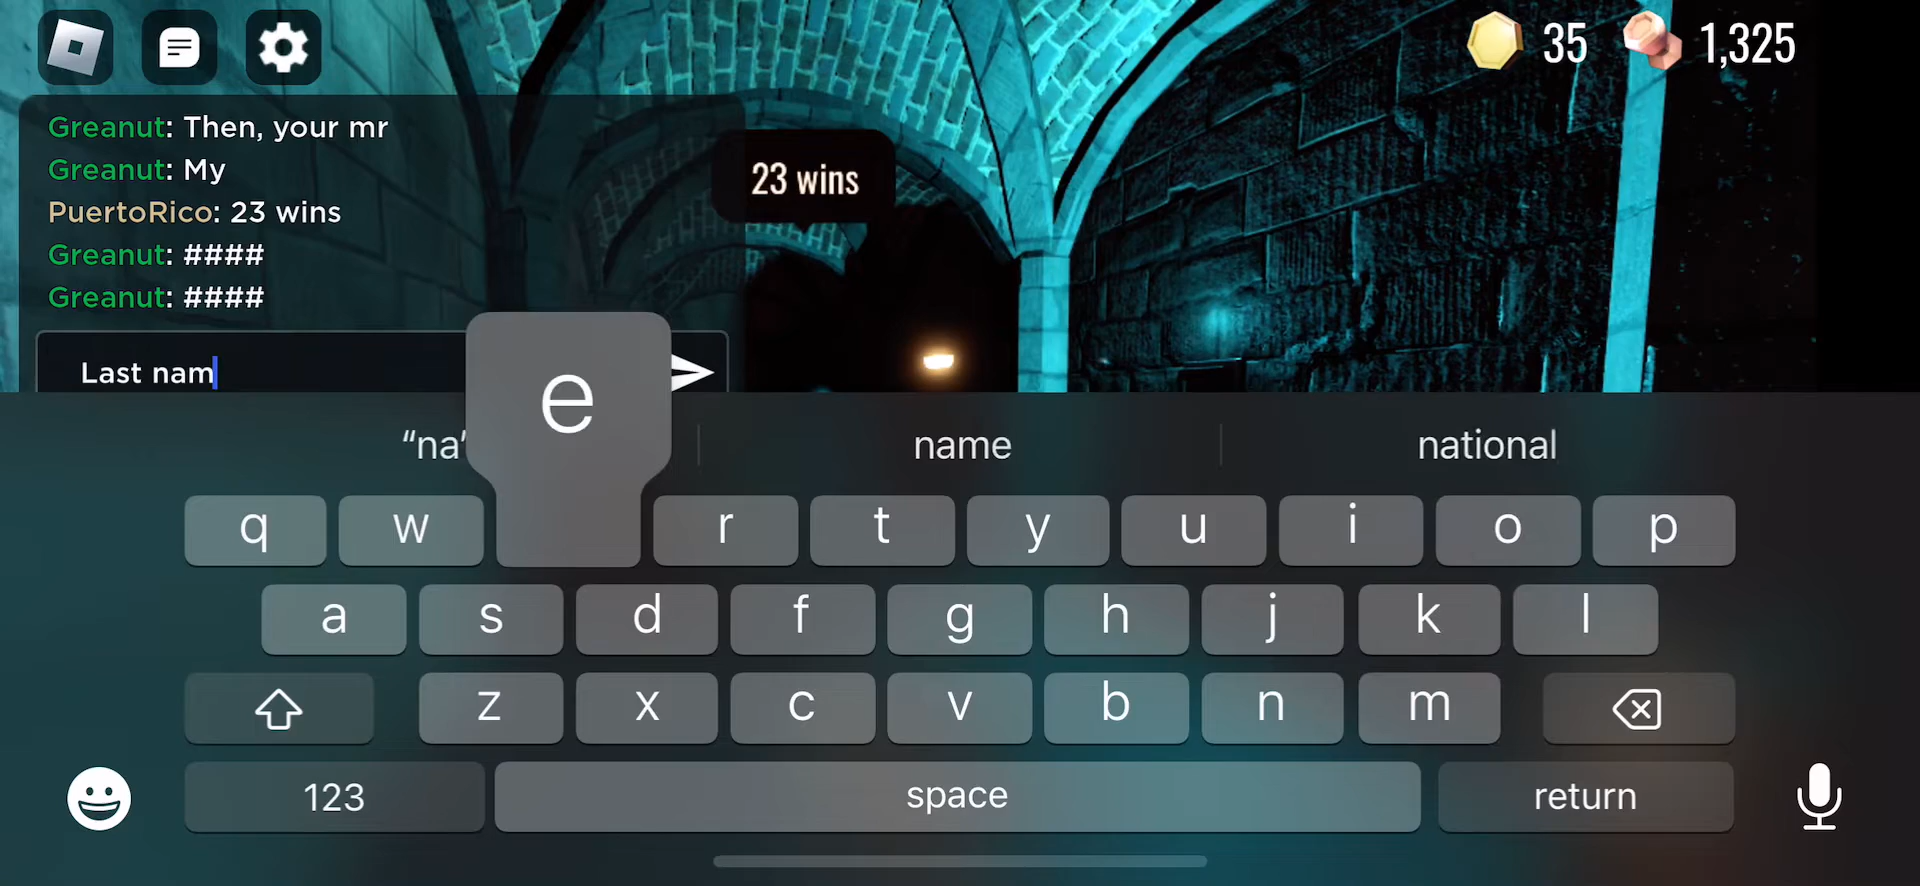 35 1,325
Greanut: Then, your mr
Greanut: My
PuertoRico: 23 wins
Greanut: ####
Greanut: ####
23 wins
Last nam
e
“na’ name national
q w r t y u i o p
a s d f g h j k l
z x c v b n m
123 space return